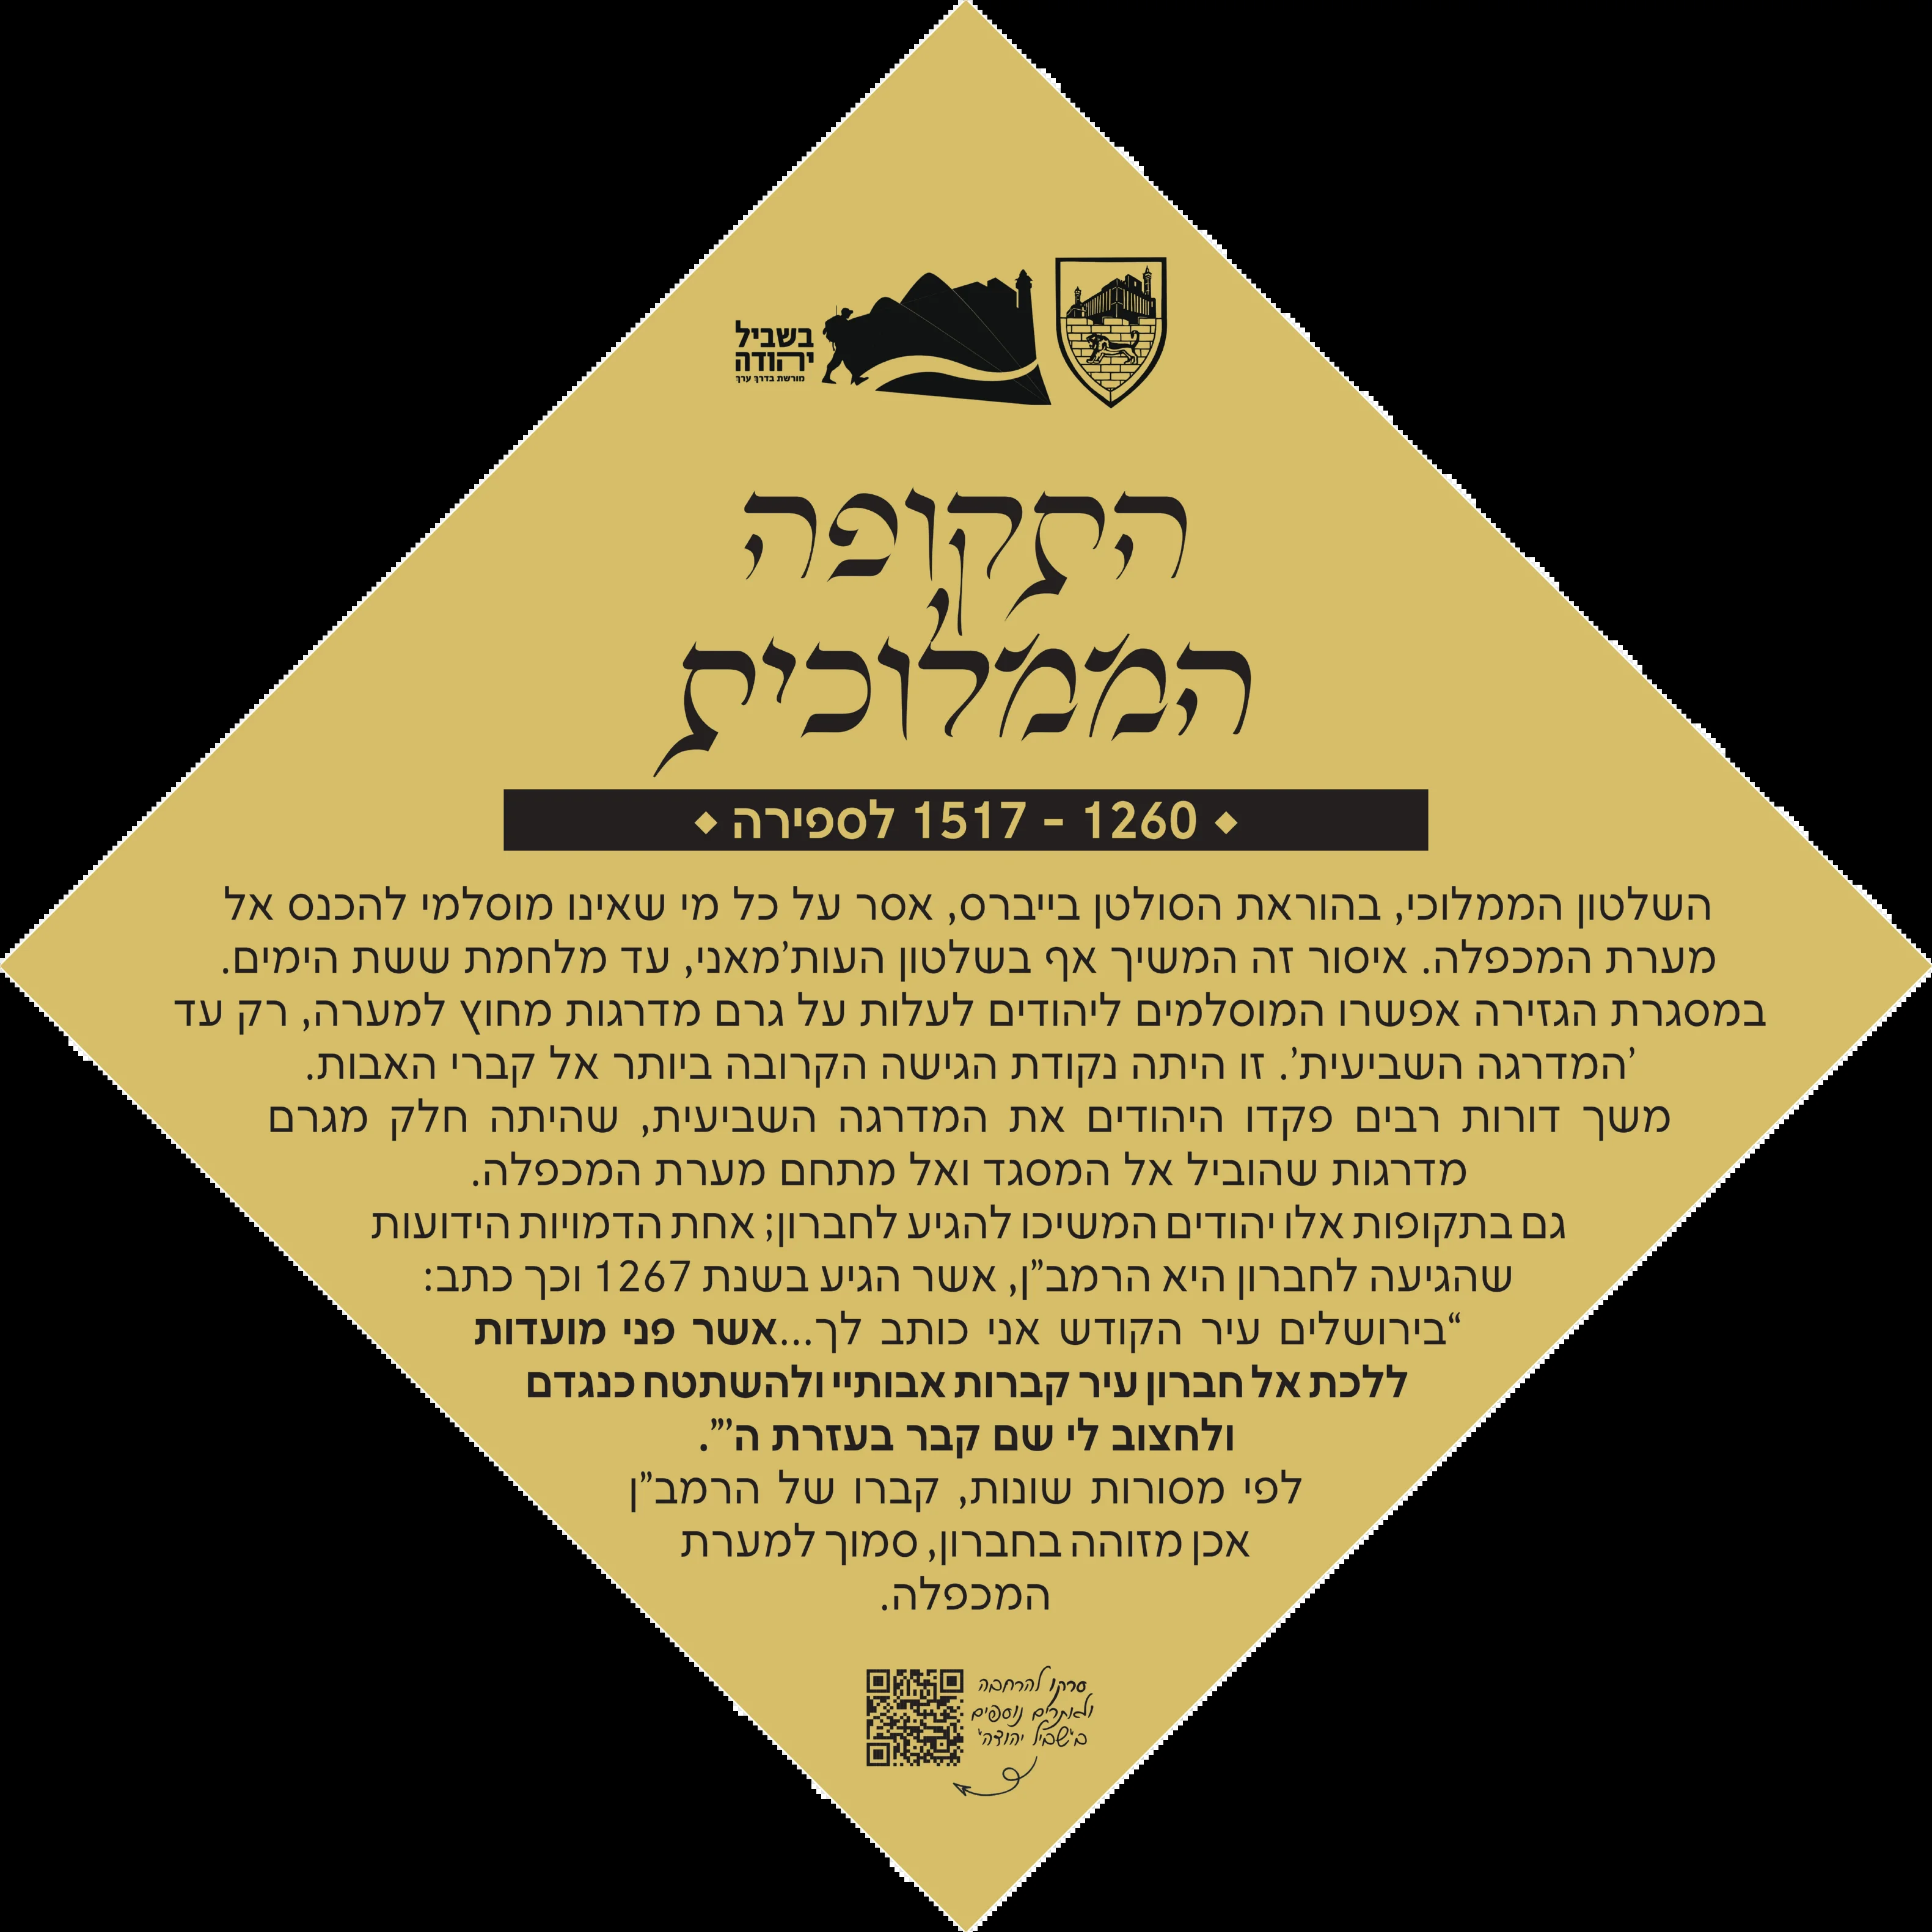 בשביל
יהודה
מורשת בדרך ערך
התקופה
הממלוכית
1260 - 1517 לספירה
השלטון הממלוכי, בהוראת הסולטן בייברס, אסר על כל מי שאינו מוסלמי להכנס אל
מערת המכפלה. איסור זה המשיך אף בשלטון העות'מאני, עד מלחמת ששת הימים.
במסגרת הגזירה אפשרו המוסלמים ליהודים לעלות על גרם מדרגות מחוץ למערה, רק עד
'המדרגה השביעית'. זו היתה נקודת הגישה הקרובה ביותר אל קברי האבות.
משך דורות רבים פקדו היהודים את המדרגה השביעית, שהיתה חלק מגרם
מדרגות שהוביל אל המסגד ואל מתחם מערת המכפלה.
גם בתקופות אלו יהודים המשיכו להגיע לחברון; אחת הדמויות הידועות
שהגיעה לחברון היא הרמב"ן, אשר הגיע בשנת 1267 וכך כתב:
"בירושלים עיר הקודש אני כותב לך...אשר פני מועדות
ללכת אל חברון עיר קברות אבותיי ולהשתטח כנגדם
ולחצוב לי שם קבר בעזרת ה'".
לפי מסורות שונות, קברו של הרמב"ן
אכן מזוהה בחברון, סמוך למערת
המכפלה.
סרקו להרחבה
ולאתרים נוספים
ב'שביל יהודה'